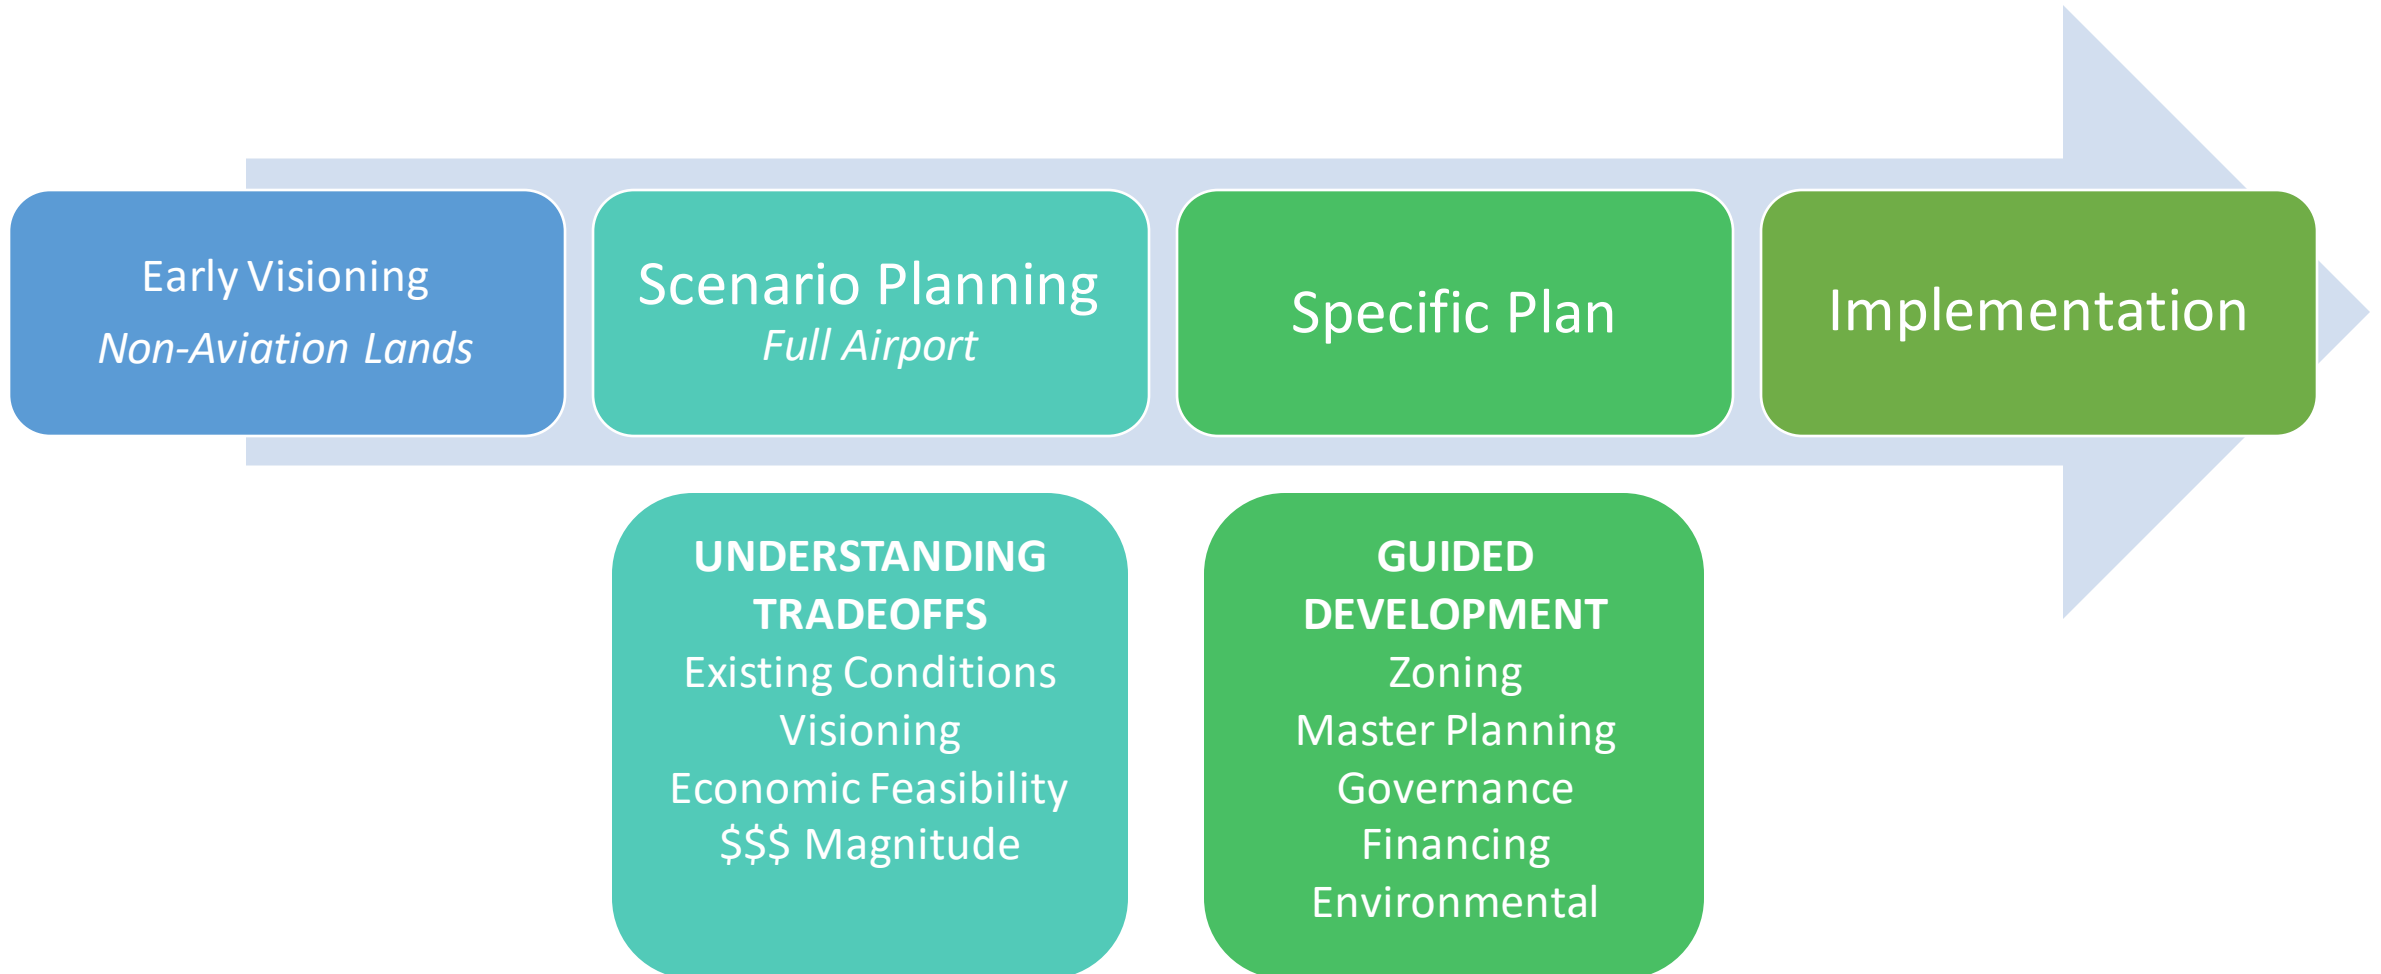 Early Visioning
Non-Aviation Lands
Scenario Planning
Full Airport
Specific Plan
Implementation
UNDERSTANDING
TRADEOFFS
Existing Conditions
Visioning
Economic Feasibility
$$$ Magnitude
GUIDED
DEVELOPMENT
Zoning
Master Planning
Governance
Financing
Environmental